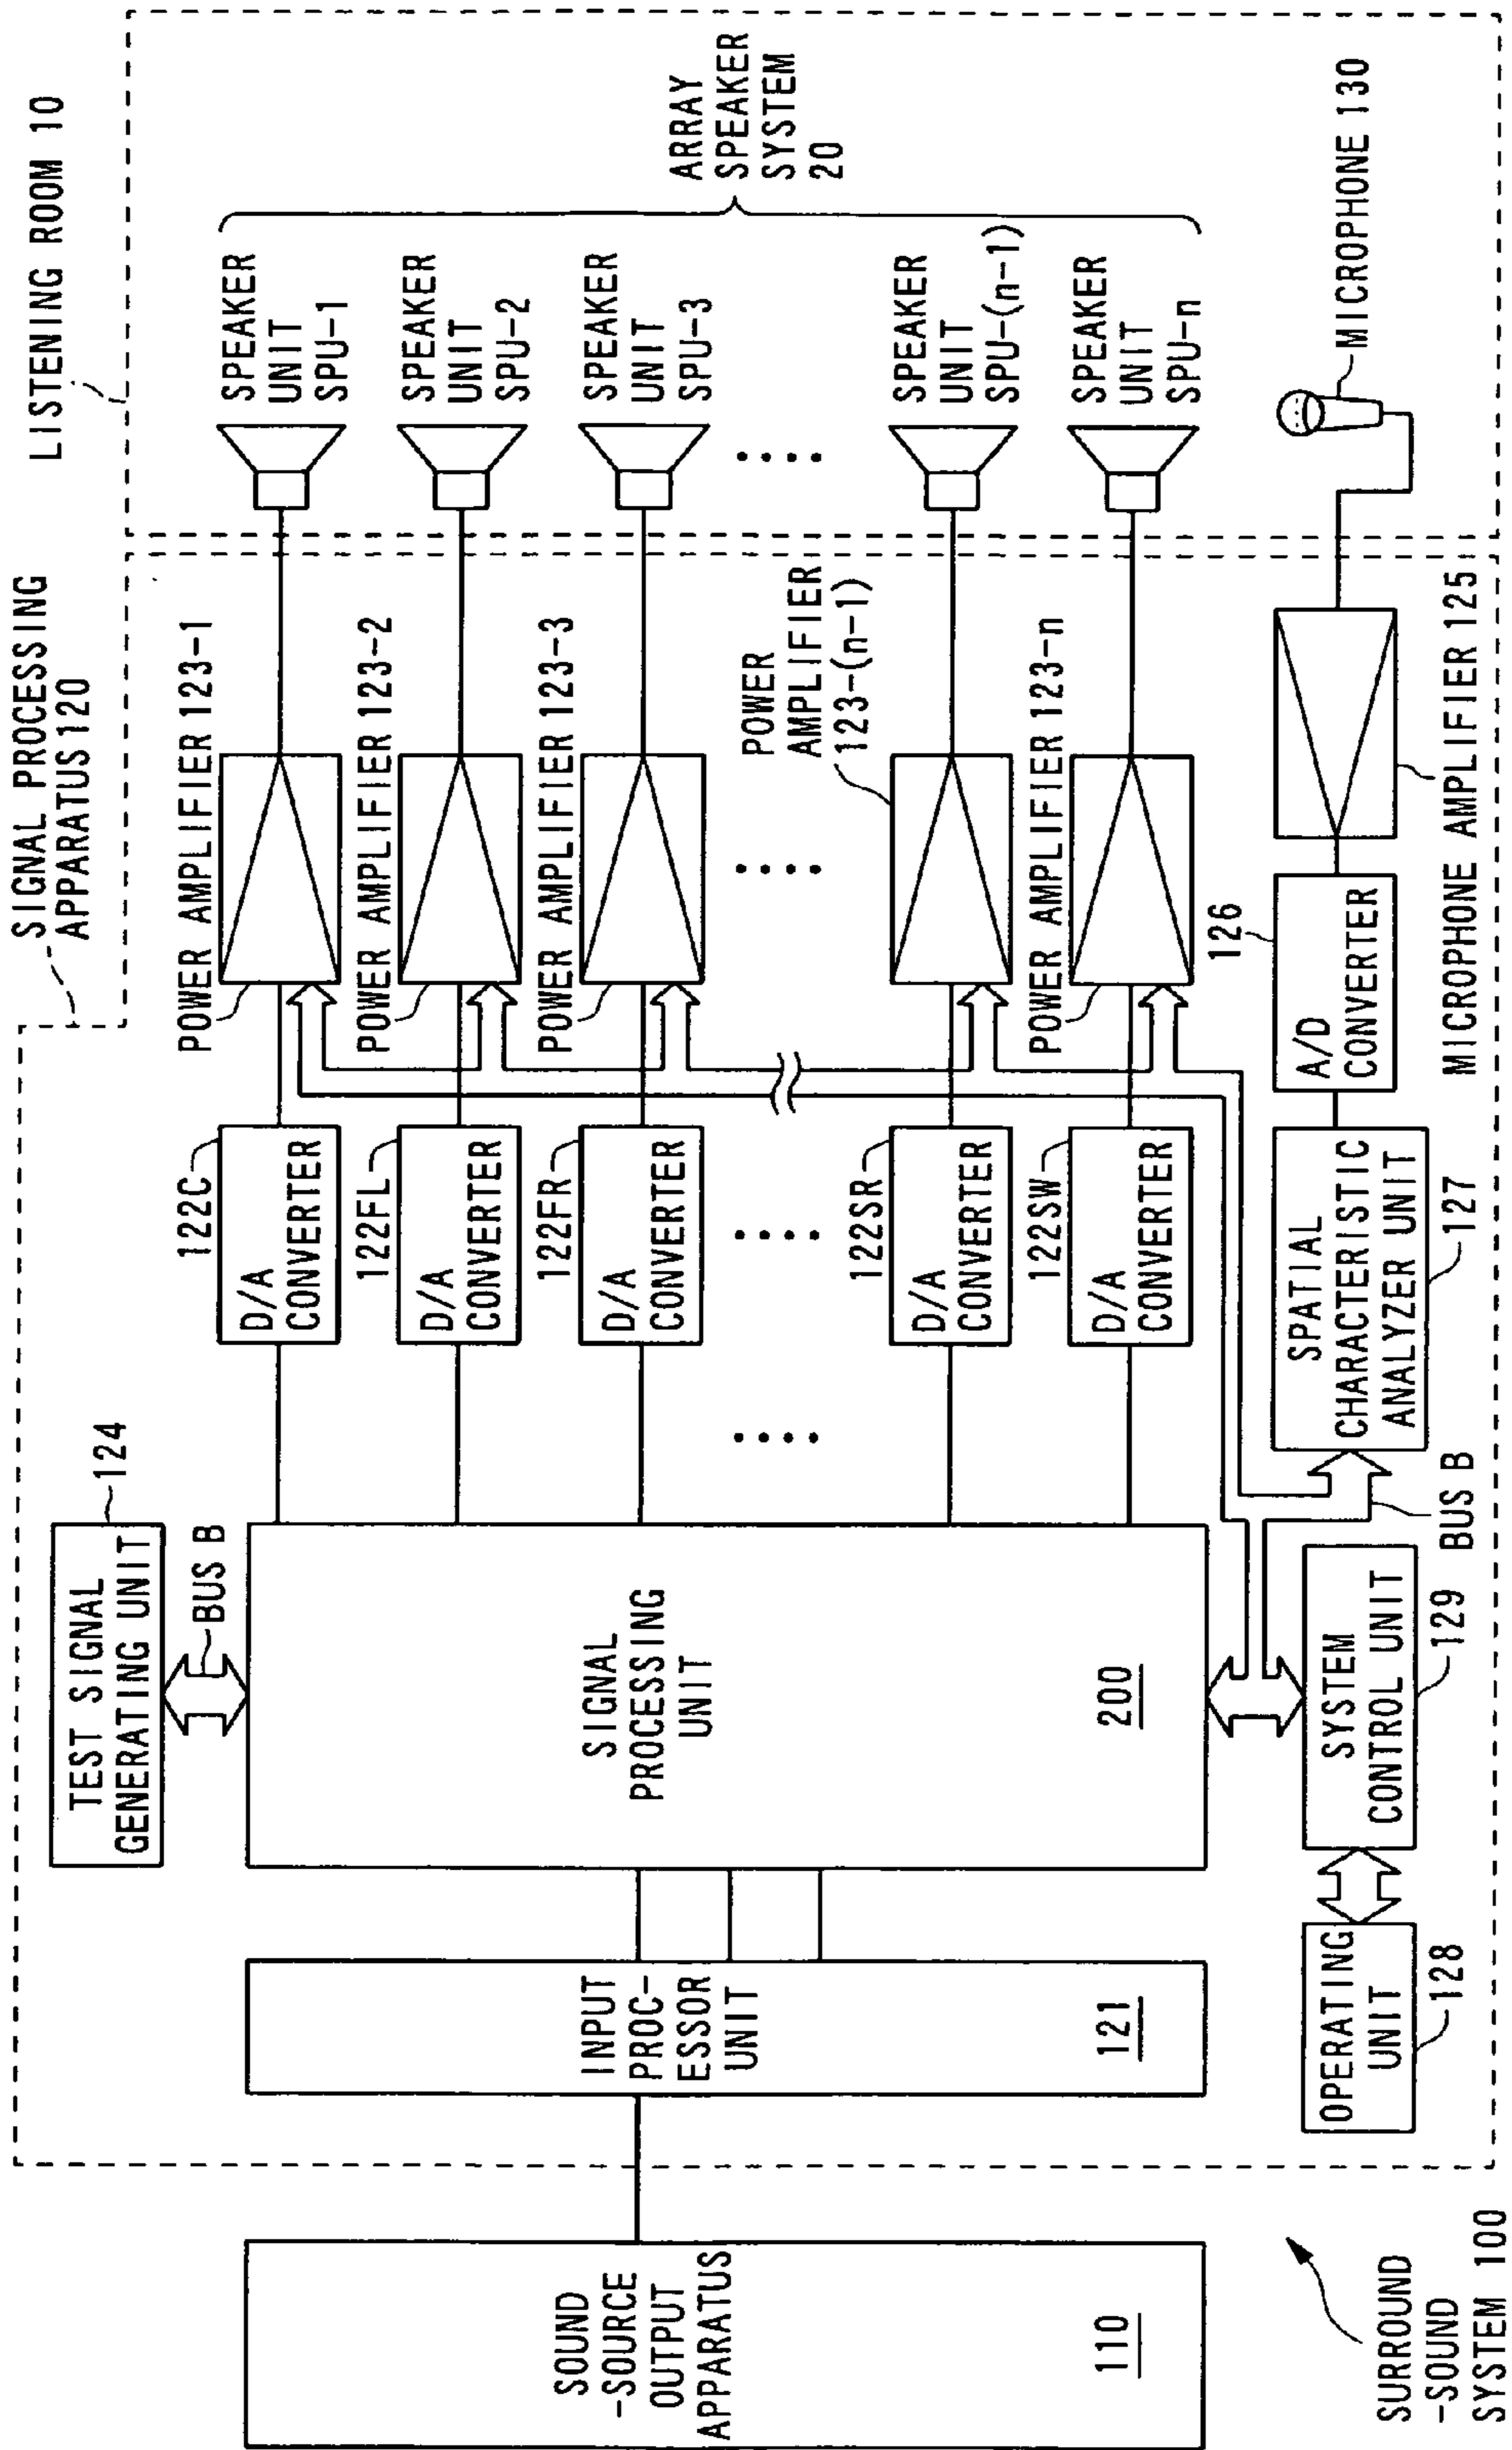 LISTENING ROOM 10
SIGNAL PROCESSING
APPARATUS 120
TEST SIGNAL
GENERATING UNIT
124
BUS B
SOUND
-SOURCE
OUTPUT
APPARATUS
110
INPUT
PROC-
ESSOR
UNIT
121
SIGNAL
PROCESSING
UNIT
200
122C
D/A
CONVERTER
122FL
D/A
CONVERTER
122FR
D/A
CONVERTER
122SR
D/A
CONVERTER
122SW
D/A
CONVERTER
POWER AMPLIFIER 123-1
POWER AMPLIFIER 123-2
POWER AMPLIFIER 123-3
POWER
AMPLIFIER
123-(n-1)
POWER AMPLIFIER 123-n
SPEAKER
UNIT
SPU-1
SPEAKER
UNIT
SPU-2
SPEAKER
UNIT
SPU-3
SPEAKER
UNIT
SPU-(n-1)
SPEAKER
UNIT
SPU-n
ARRAY
SPEAKER
SYSTEM
20
OPERATING
UNIT
128
SYSTEM
CONTROL UNIT
129
BUS B
SPATIAL
CHARACTERISTIC
ANALYZER UNIT
127
126
A/D
CONVERTER
MICROPHONE AMPLIFIER 125
MICROPHONE 130
SURROUND
-SOUND
SYSTEM 100